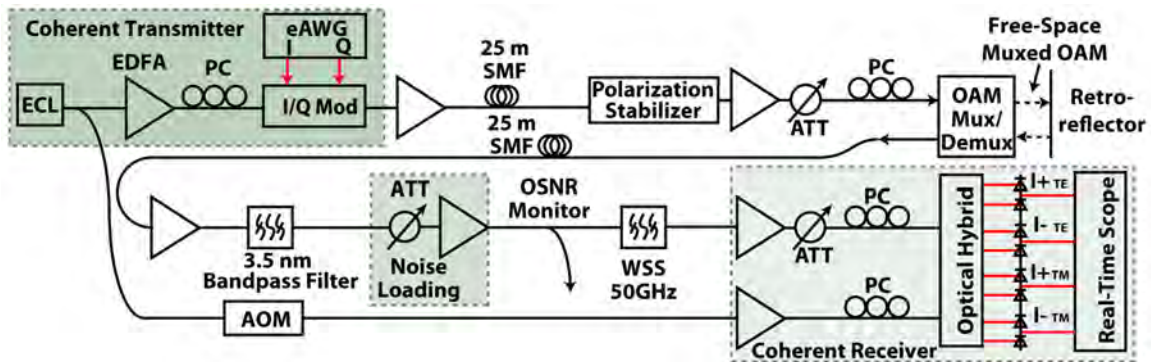 Coherent Transmitter
eAWG
I Q
EDFA
PC
ECL
I/Q Mod
25 m
SMF
Polarization
Stabilizer
ATT
PC
OAM
Mux/
Demux
Free-Space
Muxed OAM
Retro-
reflector
25 m
SMF
3.5 nm
Bandpass Filter
ATT
Noise
Loading
OSNR
Monitor
WSS
50GHz
ATT
PC
PC
AOM
Optical Hybrid
I+TE
I-TE
I+TM
I-TM
Real-Time Scope
Coherent Receiver